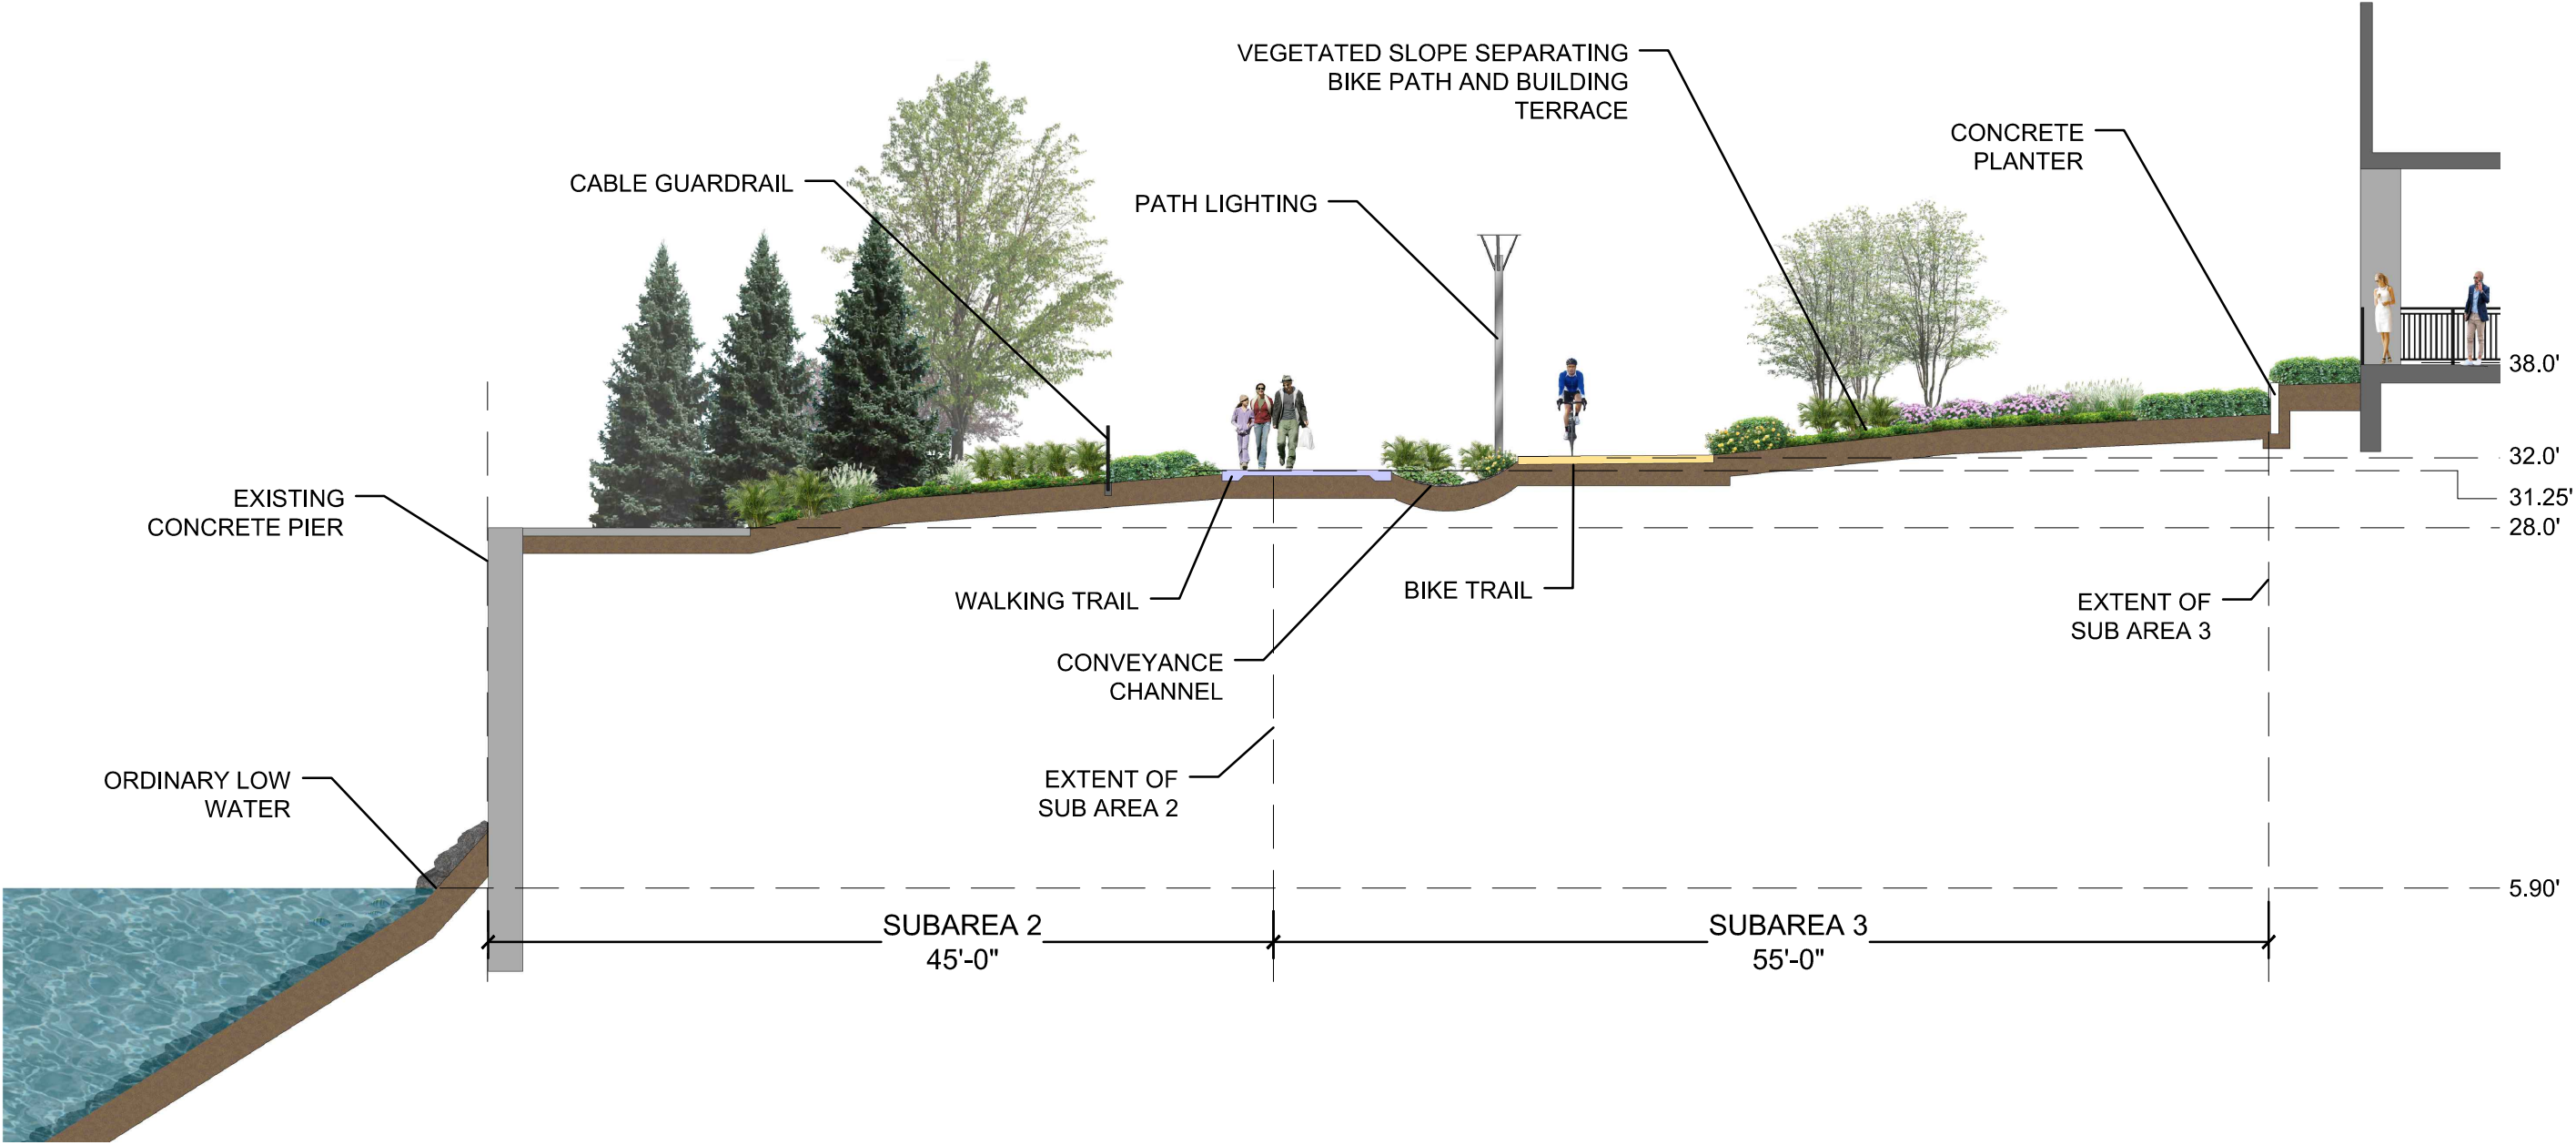 VEGETATED SLOPE SEPARATING
BIKE PATH AND BUILDING
TERRACE
CONCRETE
PLANTER
CABLE GUARDRAIL
PATH LIGHTING
38.0'
32.0'
31.25'
28.0'
EXISTING
CONCRETE PIER
WALKING TRAIL
BIKE TRAIL
EXTENT OF
SUB AREA 3
CONVEYANCE
CHANNEL
EXTENT OF
SUB AREA 2
ORDINARY LOW
WATER
5.90'
SUBAREA 2
45'-0"
SUBAREA 3
55'-0"